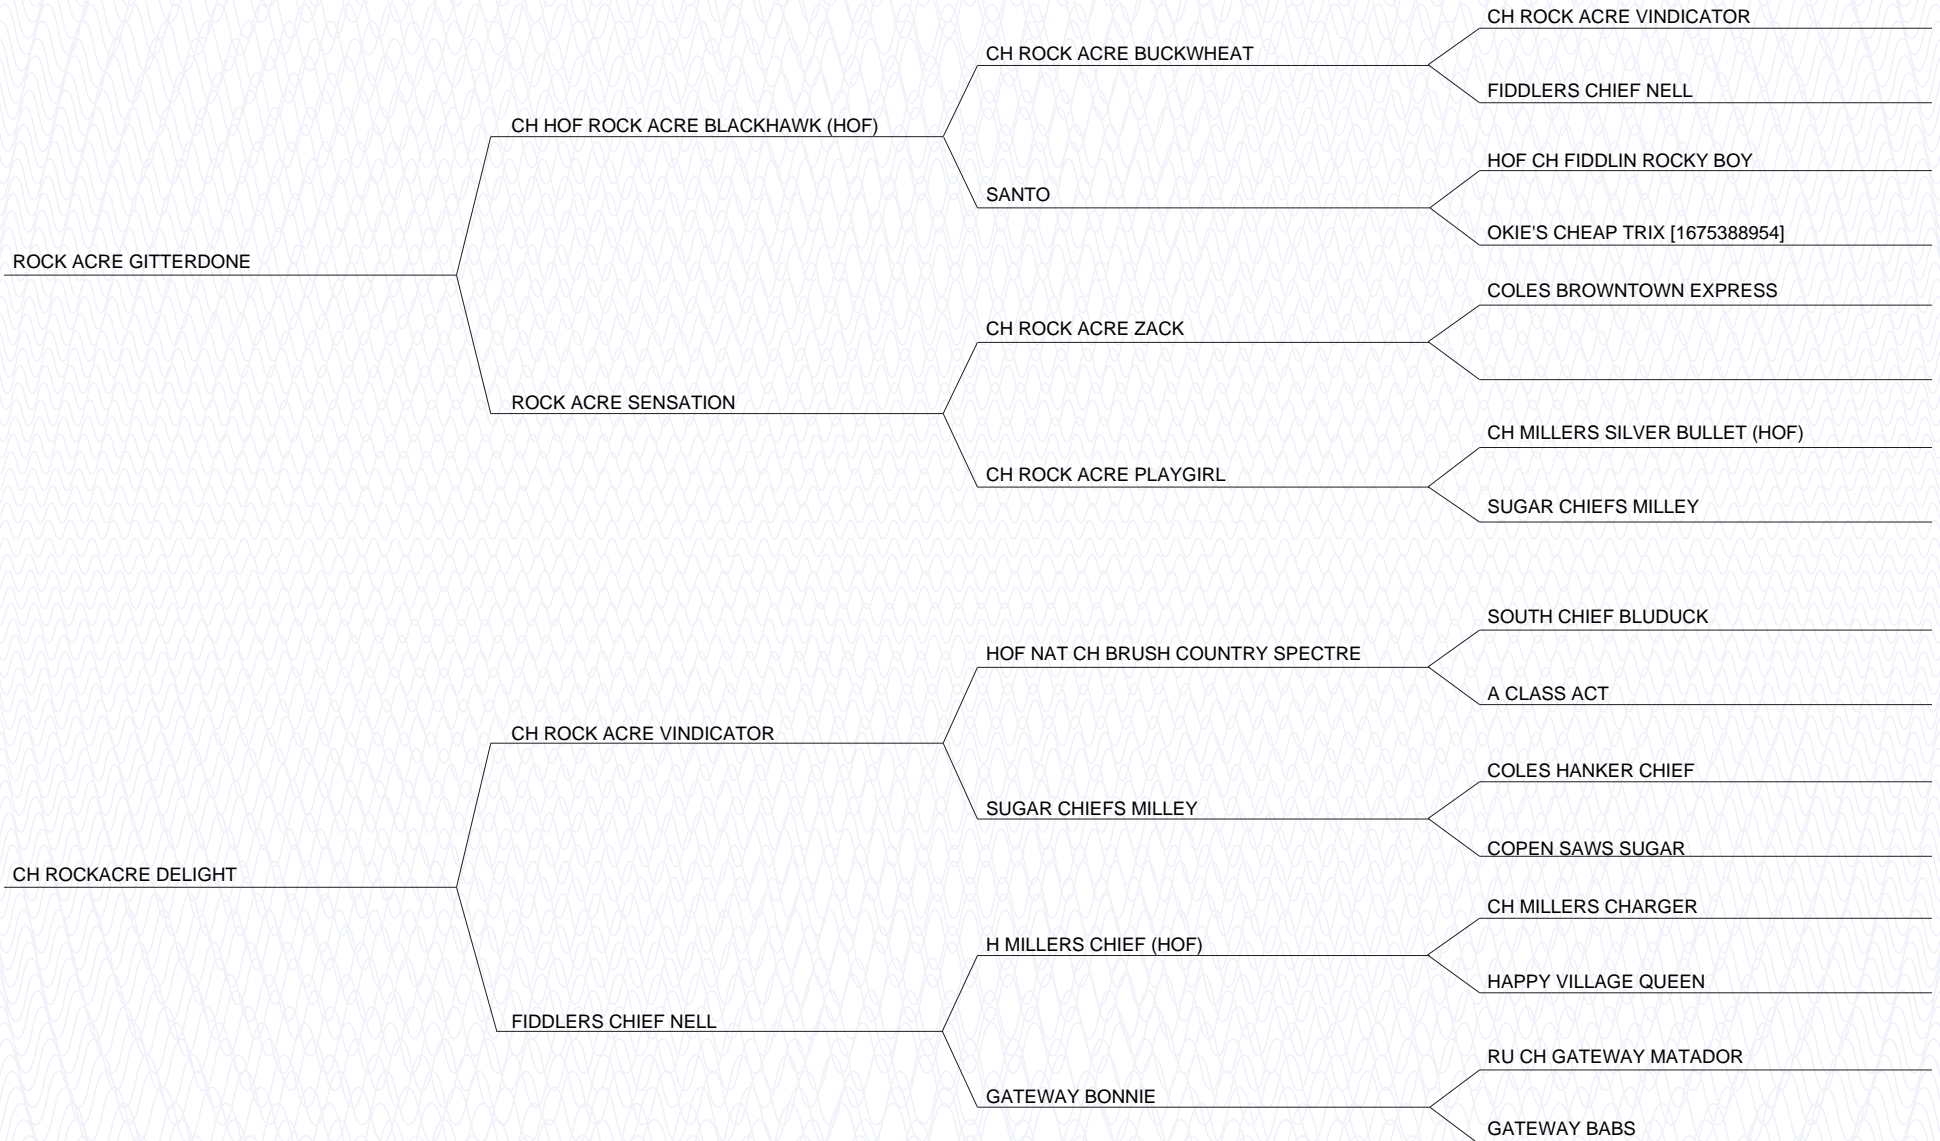 CH ROCK ACRE VINDICATOR
CH ROCK ACRE BUCKWHEAT
FIDDLERS CHIEF NELL
CH HOF ROCK ACRE BLACKHAWK (HOF)
HOF CH FIDDLIN ROCKY BOY
SANTO
OKIE'S CHEAP TRIX [1675388954]
ROCK ACRE GITTERDONE
COLES BROWNTOWN EXPRESS
CH ROCK ACRE ZACK
ROCK ACRE SENSATION
CH MILLERS SILVER BULLET (HOF)
CH ROCK ACRE PLAYGIRL
SUGAR CHIEFS MILLEY
SOUTH CHIEF BLUDUCK
HOF NAT CH BRUSH COUNTRY SPECTRE
A CLASS ACT
CH ROCK ACRE VINDICATOR
COLES HANKER CHIEF
SUGAR CHIEFS MILLEY
COPEN SAWS SUGAR
CH ROCKACRE DELIGHT
CH MILLERS CHARGER
H MILLERS CHIEF (HOF)
HAPPY VILLAGE QUEEN
FIDDLERS CHIEF NELL
RU CH GATEWAY MATADOR
GATEWAY BONNIE
GATEWAY BABS